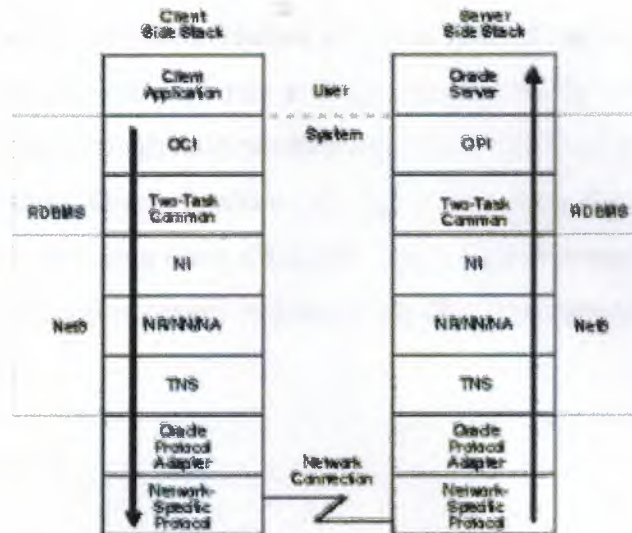 Client
Side Stack
Server
Side Stack
Client
Application
User
Oracle
Server
System
OCI
OPI
RDBMS
Two-Task
Common
Two-Task
Common
RDBMS
NI
NI
Net8
NR/NN/NA
NR/NN/NA
Net8
TNS
TNS
Oracle
Protocol
Adapter
Network
Connection
Oracle
Protocol
Adapter
Network-
Specific
Protocol
Network-
Specific
Protocol